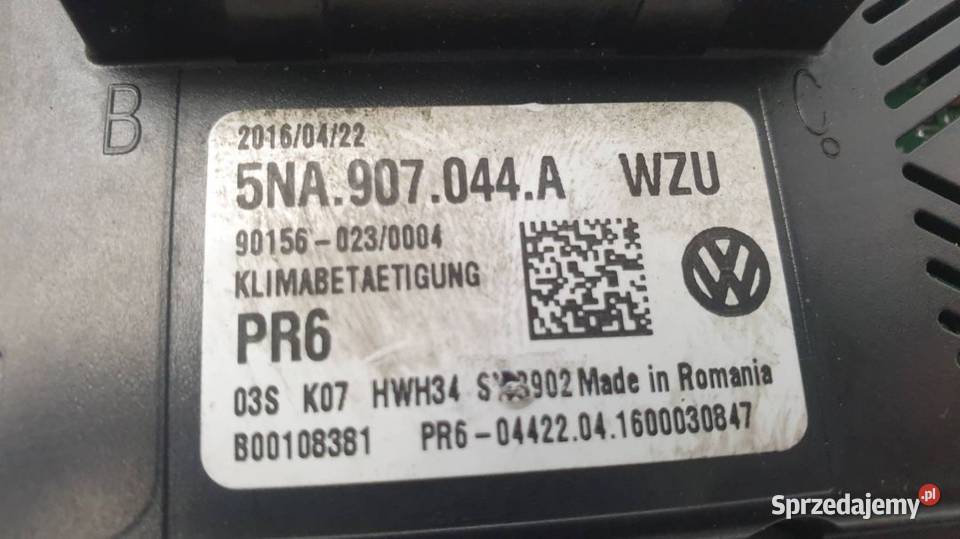 B
C
2016/04/22
5NA.907.044.A WZU
90156-023/0004
KLIMABETAETIGUNG
PR6
03S K07 HWH34 Made in Romania
B00108381 PR6-04422.04.1600030847
Sprzedajemy.pl